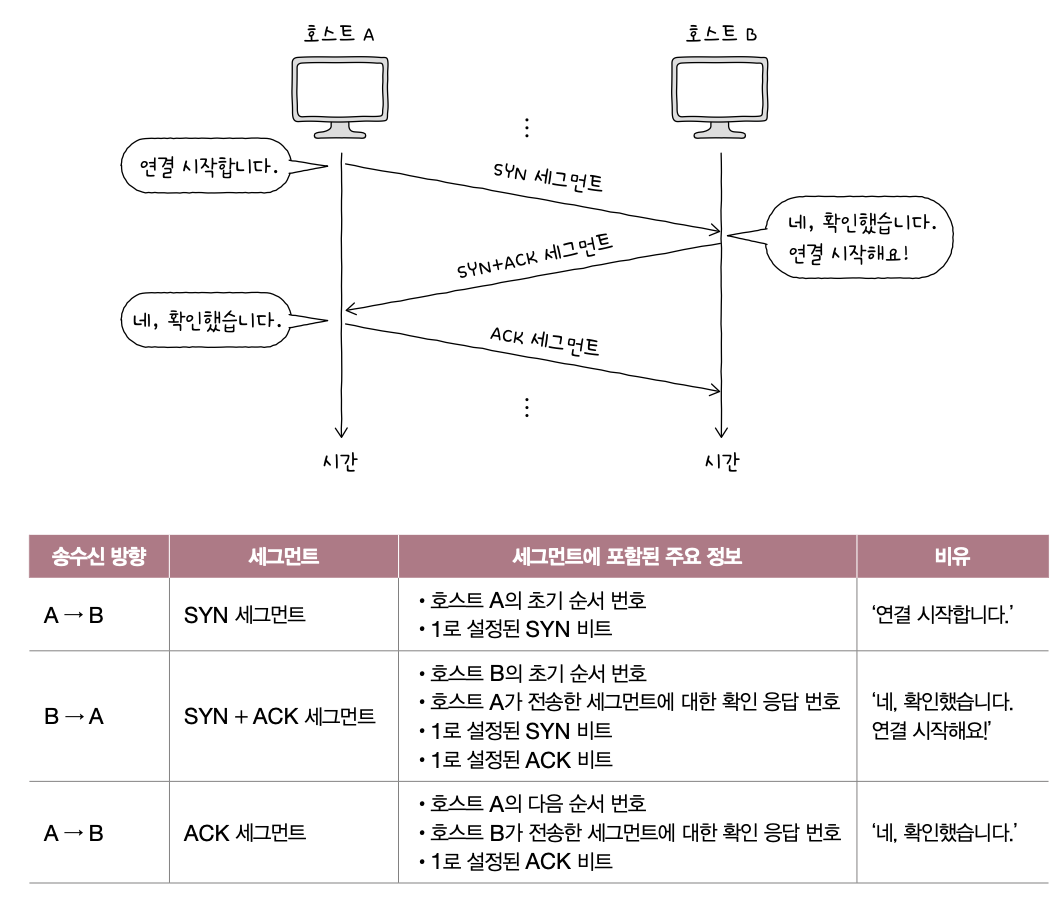 호스트 A
호스트 B
⋮
연결 시작합니다.
SYN 세그먼트
네, 확인했습니다.
연결 시작해요!
SYN+ACK 세그먼트
네, 확인했습니다.
ACK 세그먼트
⋮
시간
시간
송수신 방향
세그먼트
세그먼트에 포함된 주요 정보
비유
A → B
SYN 세그먼트
• 호스트 A의 초기 순서 번호
• 1로 설정된 SYN 비트
‘연결 시작합니다.’
B → A
SYN + ACK 세그먼트
• 호스트 B의 초기 순서 번호
• 호스트 A가 전송한 세그먼트에 대한 확인 응답 번호
• 1로 설정된 SYN 비트
• 1로 설정된 ACK 비트
‘네, 확인했습니다.
연결 시작해요!’
A → B
ACK 세그먼트
• 호스트 A의 다음 순서 번호
• 호스트 B가 전송한 세그먼트에 대한 확인 응답 번호
• 1로 설정된 ACK 비트
‘네, 확인했습니다.’